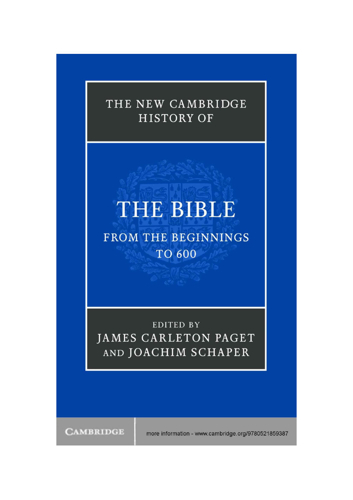 THE NEW CAMBRIDGE
HISTORY OF
THE BIBLE
FROM THE BEGINNINGS
TO 600
EDITED BY
JAMES CARLETON PAGET
AND JOACHIM SCHAPER
CAMBRIDGE
more information - www.cambridge.org/9780521859387